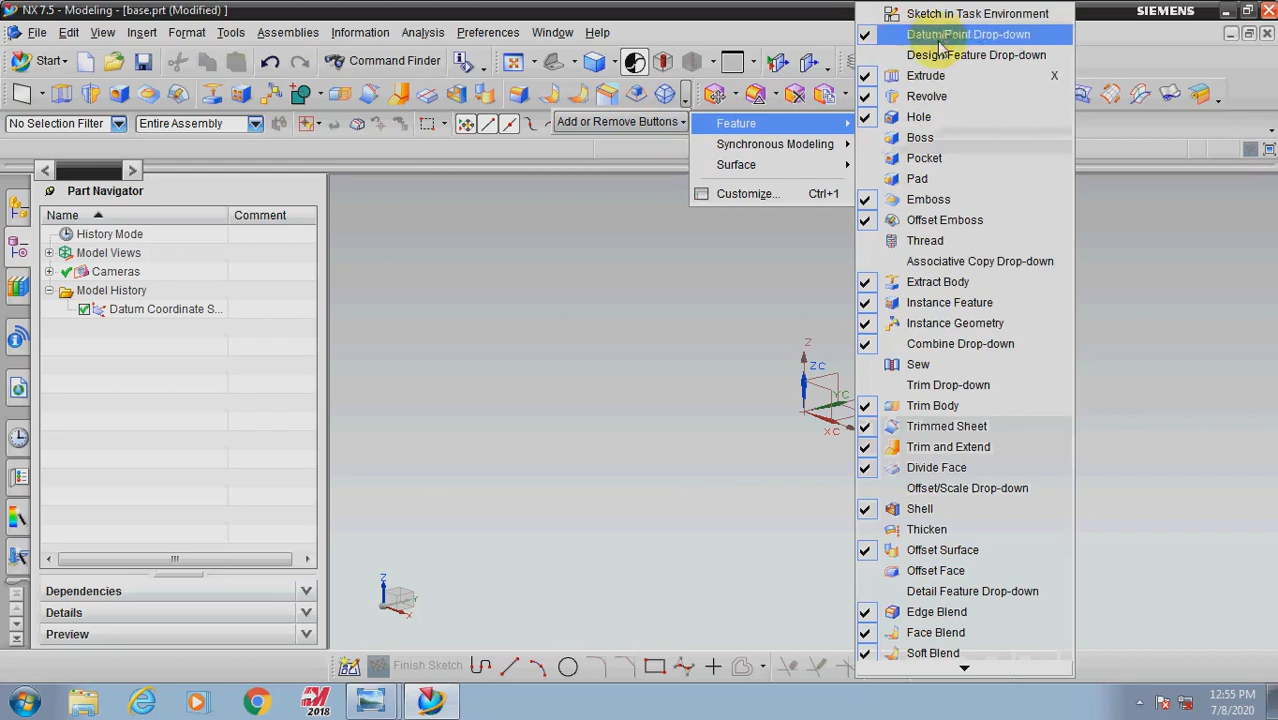 NX 7.5 - Modeling - [base.prt (Modified) ]
SIEMENS
File Edit View Insert Format Tools Assemblies Information Analysis Preferences Window Help
Start
Command Finder
No Selection Filter
Entire Assembly
Add or Remove Buttons
Feature
Synchronous Modeling
Surface
Customize... Ctrl+1
Sketch in Task Environment
Datum/Point Drop-down
Design Feature Drop-down
Extrude X
Revolve
Hole
Boss
Pocket
Pad
Emboss
Offset Emboss
Thread
Associative Copy Drop-down
Extract Body
Instance Feature
Instance Geometry
Combine Drop-down
Sew
Trim Drop-down
Trim Body
Trimmed Sheet
Trim and Extend
Divide Face
Offset/Scale Drop-down
Shell
Thicken
Offset Surface
Offset Face
Detail Feature Drop-down
Edge Blend
Face Blend
Soft Blend
Part Navigator
Name Comment
History Mode
Model Views
Cameras
Model History
Datum Coordinate S...
Dependencies
Details
Preview
Z
ZC
YC
XC
Z
Y
X
Finish Sketch
2018
12:55 PM
7/8/2020